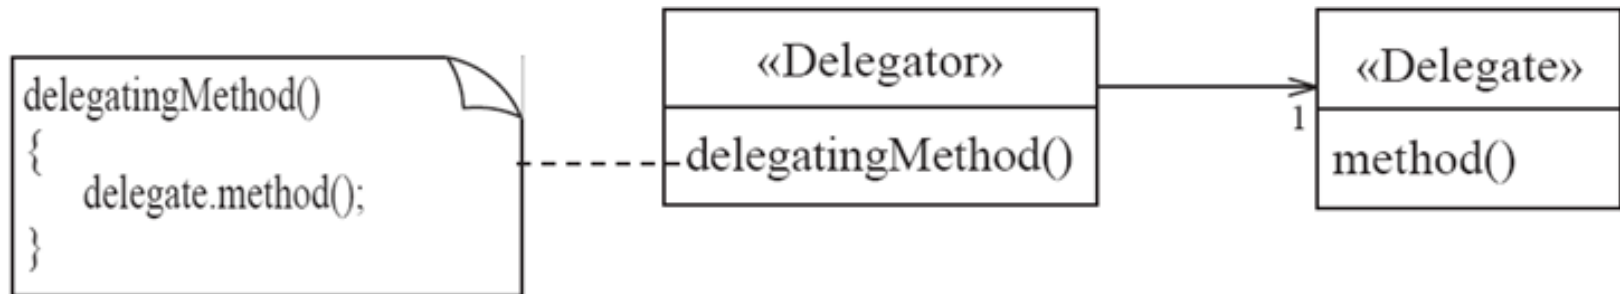 delegatingMethod()
{
delegate.method();
}
«Delegator»
delegatingMethod()
1
«Delegate»
method()